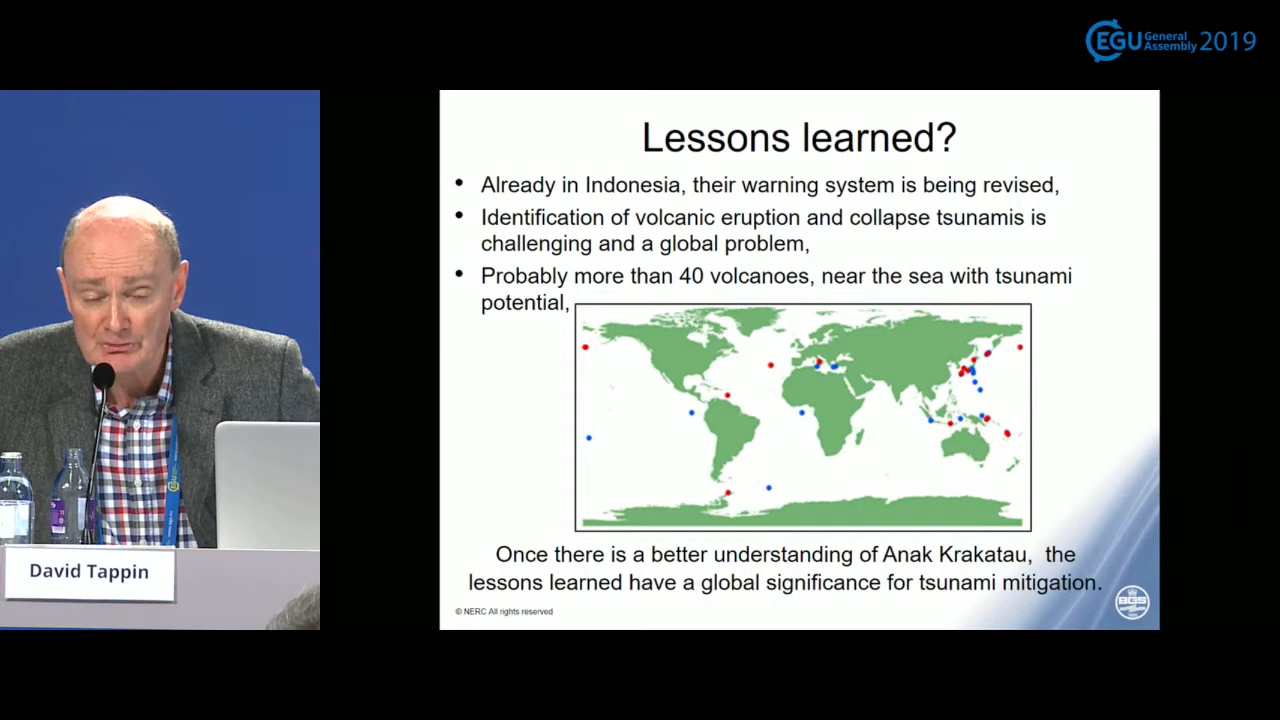 EGU General Assembly 2019
Lessons learned?
• Already in Indonesia, their warning system is being revised,
• Identification of volcanic eruption and collapse tsunamis is
challenging and a global problem,
• Probably more than 40 volcanoes, near the sea with tsunami
potential,
Once there is a better understanding of Anak Krakatau, the
lessons learned have a global significance for tsunami mitigation.
© NERC All rights reserved
BGS
David Tappin